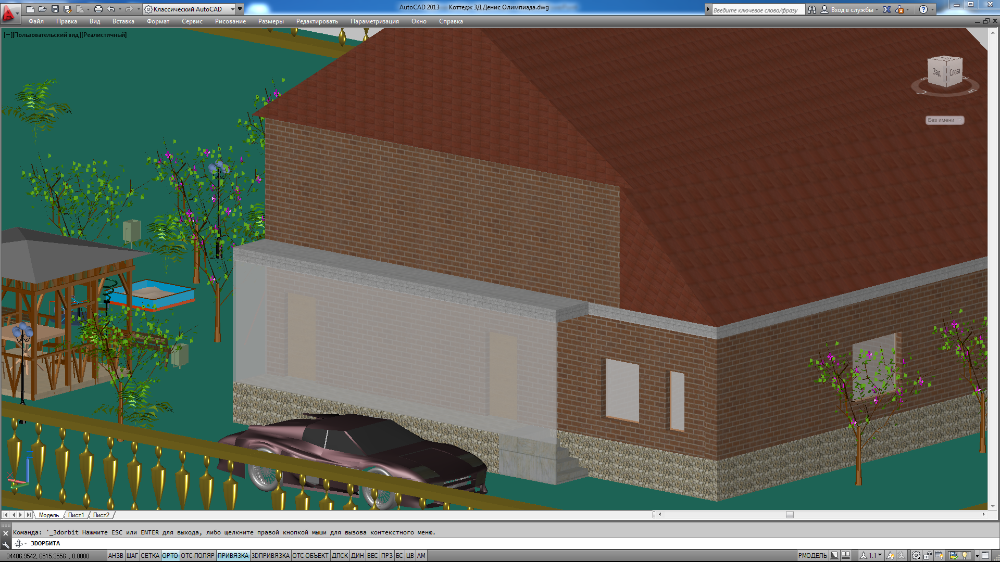 Классический AutoCAD
AutoCAD 2013 Коттедж 3Д Денис Олимпиада.dwg
Введите ключевое слово/фразу
Вход в службы
Файл Правка Вид Вставка Формат Сервис Рисование Размеры Редактировать Параметризация Окно Справка
[−][Пользовательский вид][Реалистичный]
Зад Слева
Без имени
Z
Модель Лист1 Лист2
Команда: '_3dorbit Нажмите ESC или ENTER для выхода, либо щелкните правой кнопкой мыши для вызова контекстного меню.
3DОРБИТА
34406.9542, 6515.3556 , 0.0000 АНЗВ ШАГ СЕТКА ОРТО ОТС-ПОЛЯР ПРИВЯЗКА 3DПРИВЯЗКА ОТС-ОБЪЕКТ ДПСК ДИН ВЕС ПРЗ БС ЦВ АМ РМОДЕЛЬ 1:1